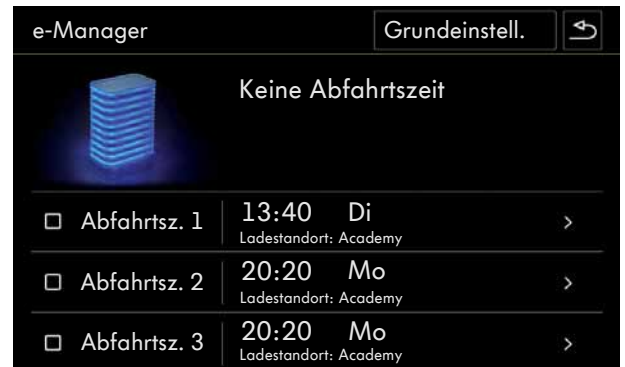 e-Manager Grundeinstell.
Keine Abfahrtszeit
Abfahrtsz. 1 13:40 Di
Ladestandort: Academy
Abfahrtsz. 2 20:20 Mo
Ladestandort: Academy
Abfahrtsz. 3 20:20 Mo
Ladestandort: Academy